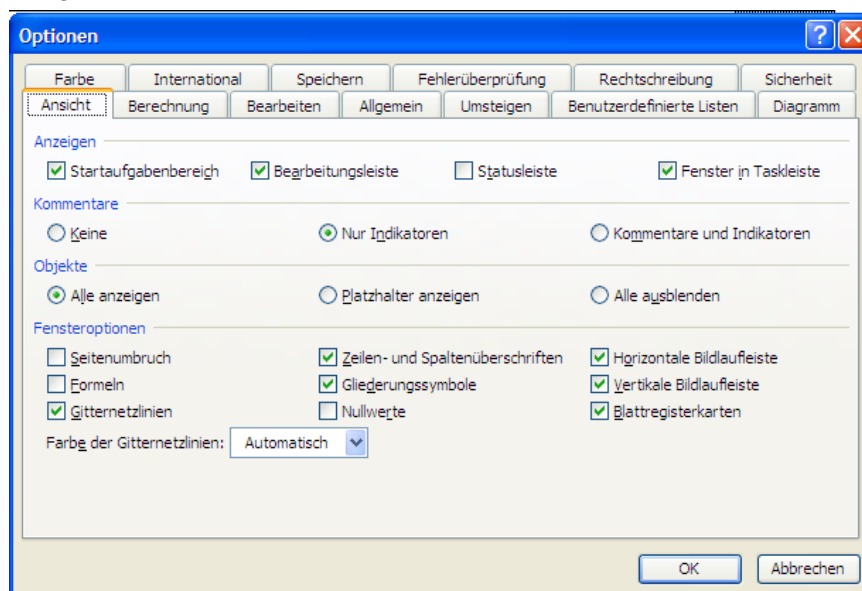 Optionen
Farbe International Speichern Fehlerüberprüfung Rechtschreibung Sicherheit
Ansicht Berechnung Bearbeiten Allgemein Umsteigen Benutzerdefinierte Listen Diagramm
Anzeigen
Startaufgabenbereich Bearbeitungsleiste Statusleiste Fenster in Taskleiste
Kommentare
Keine Nur Indikatoren Kommentare und Indikatoren
Objekte
Alle anzeigen Platzhalter anzeigen Alle ausblenden
Fensteroptionen
Seitenumbruch Zeilen- und Spaltenüberschriften Horizontale Bildlaufleiste
Formeln Gliederungssymbole Vertikale Bildlaufleiste
Gitternetzlinien Nullwerte Blattregisterkarten
Farbe der Gitternetzlinien: Automatisch
OK Abbrechen